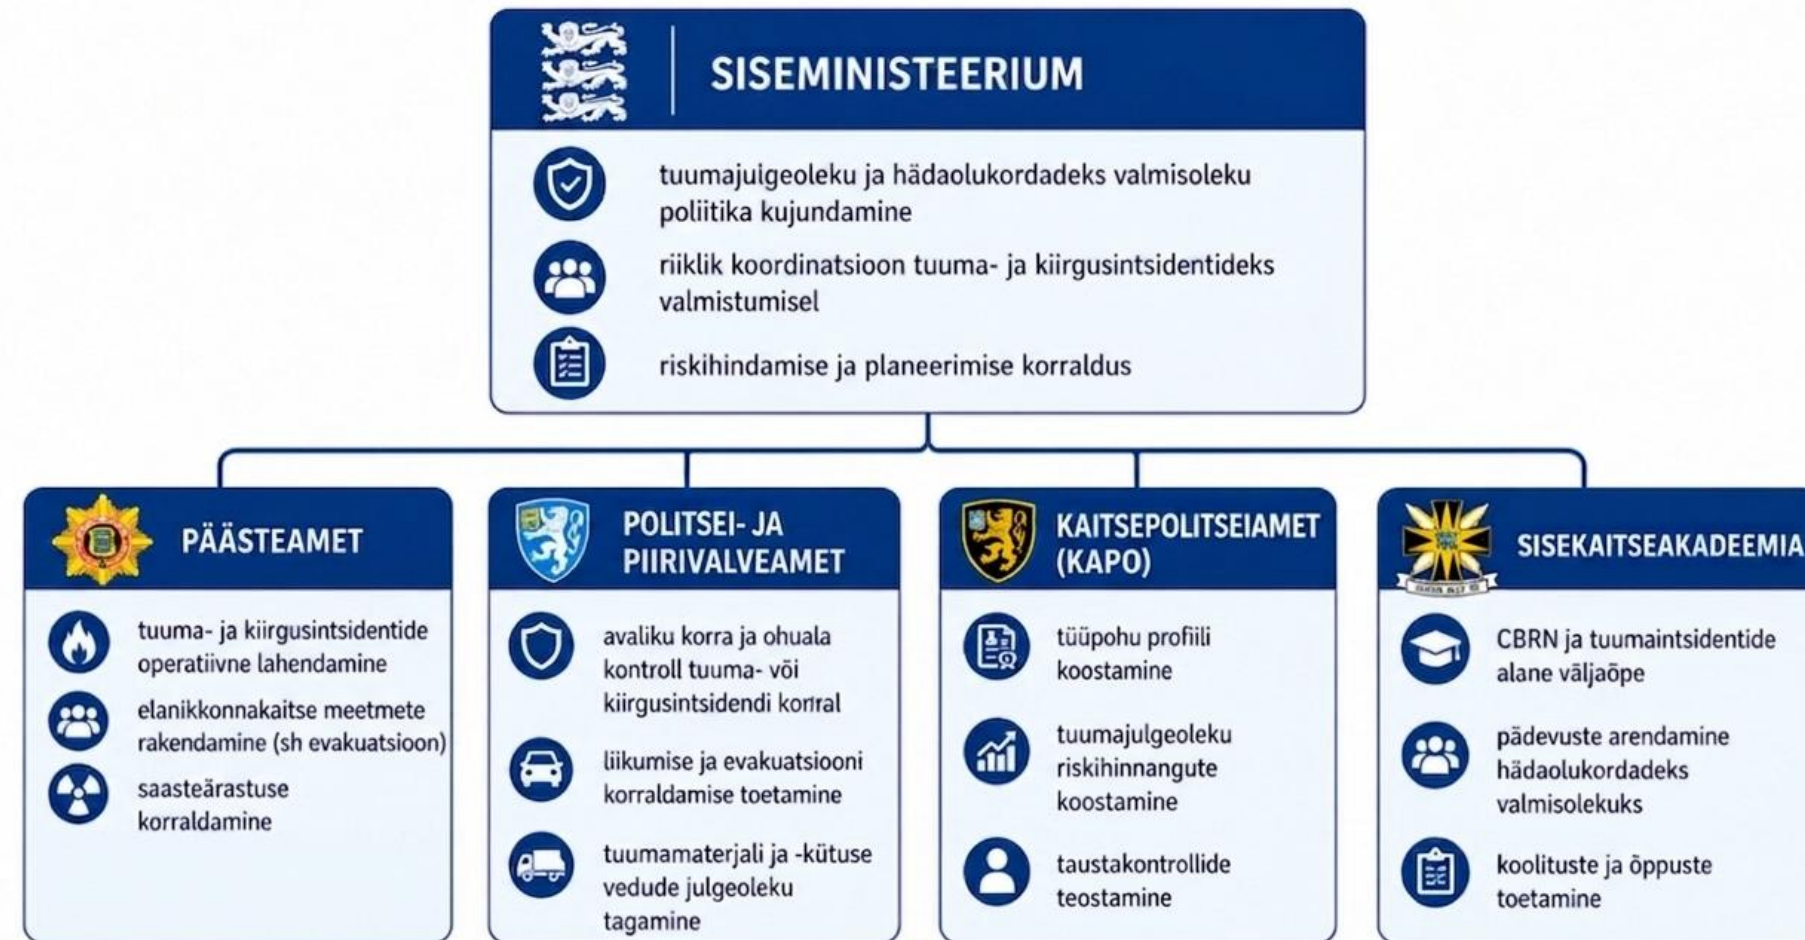 SISEMINISTEERIUM
tuumajulgeoleku ja hädaolukordadeks valmisoleku
poliitika kujundamine
riiklik koordinatsioon tuuma- ja kiirgusintsidentideks
valmistumisel
riskihindamise ja planeerimise korraldus
PÄÄSTEAMET
tuuma- ja kiirgusintsidentide
operatiivne lahendamine
elanikkonnakaitse meetmete
rakendamine (sh evakuatsioon)
saasteärastuse
korraldamine
POLITSEI- JA
PIIRIVALVEAMET
avaliku korra ja ohuala
kontroll tuuma- või
kiirgusintsidendi korral
liikumise ja evakuatsiooni
korraldamise toetamine
tuumamaterjali ja -kütuse
vedude julgeoleku
tagamine
KAITSEPOLITSEIAMET
(KAPO)
tüüpohu profiili
koostamine
tuumajulgeoleku
riskihinnangute
koostamine
taustakontrollide
teostamine
SISEKAITSEAKADEEMIA
CBRN ja tuumaintsidentide
alane väljaõpe
pädevuste arendamine
hädaolukordadeks
valmisolekuks
koolituste ja õppuste
toetamine